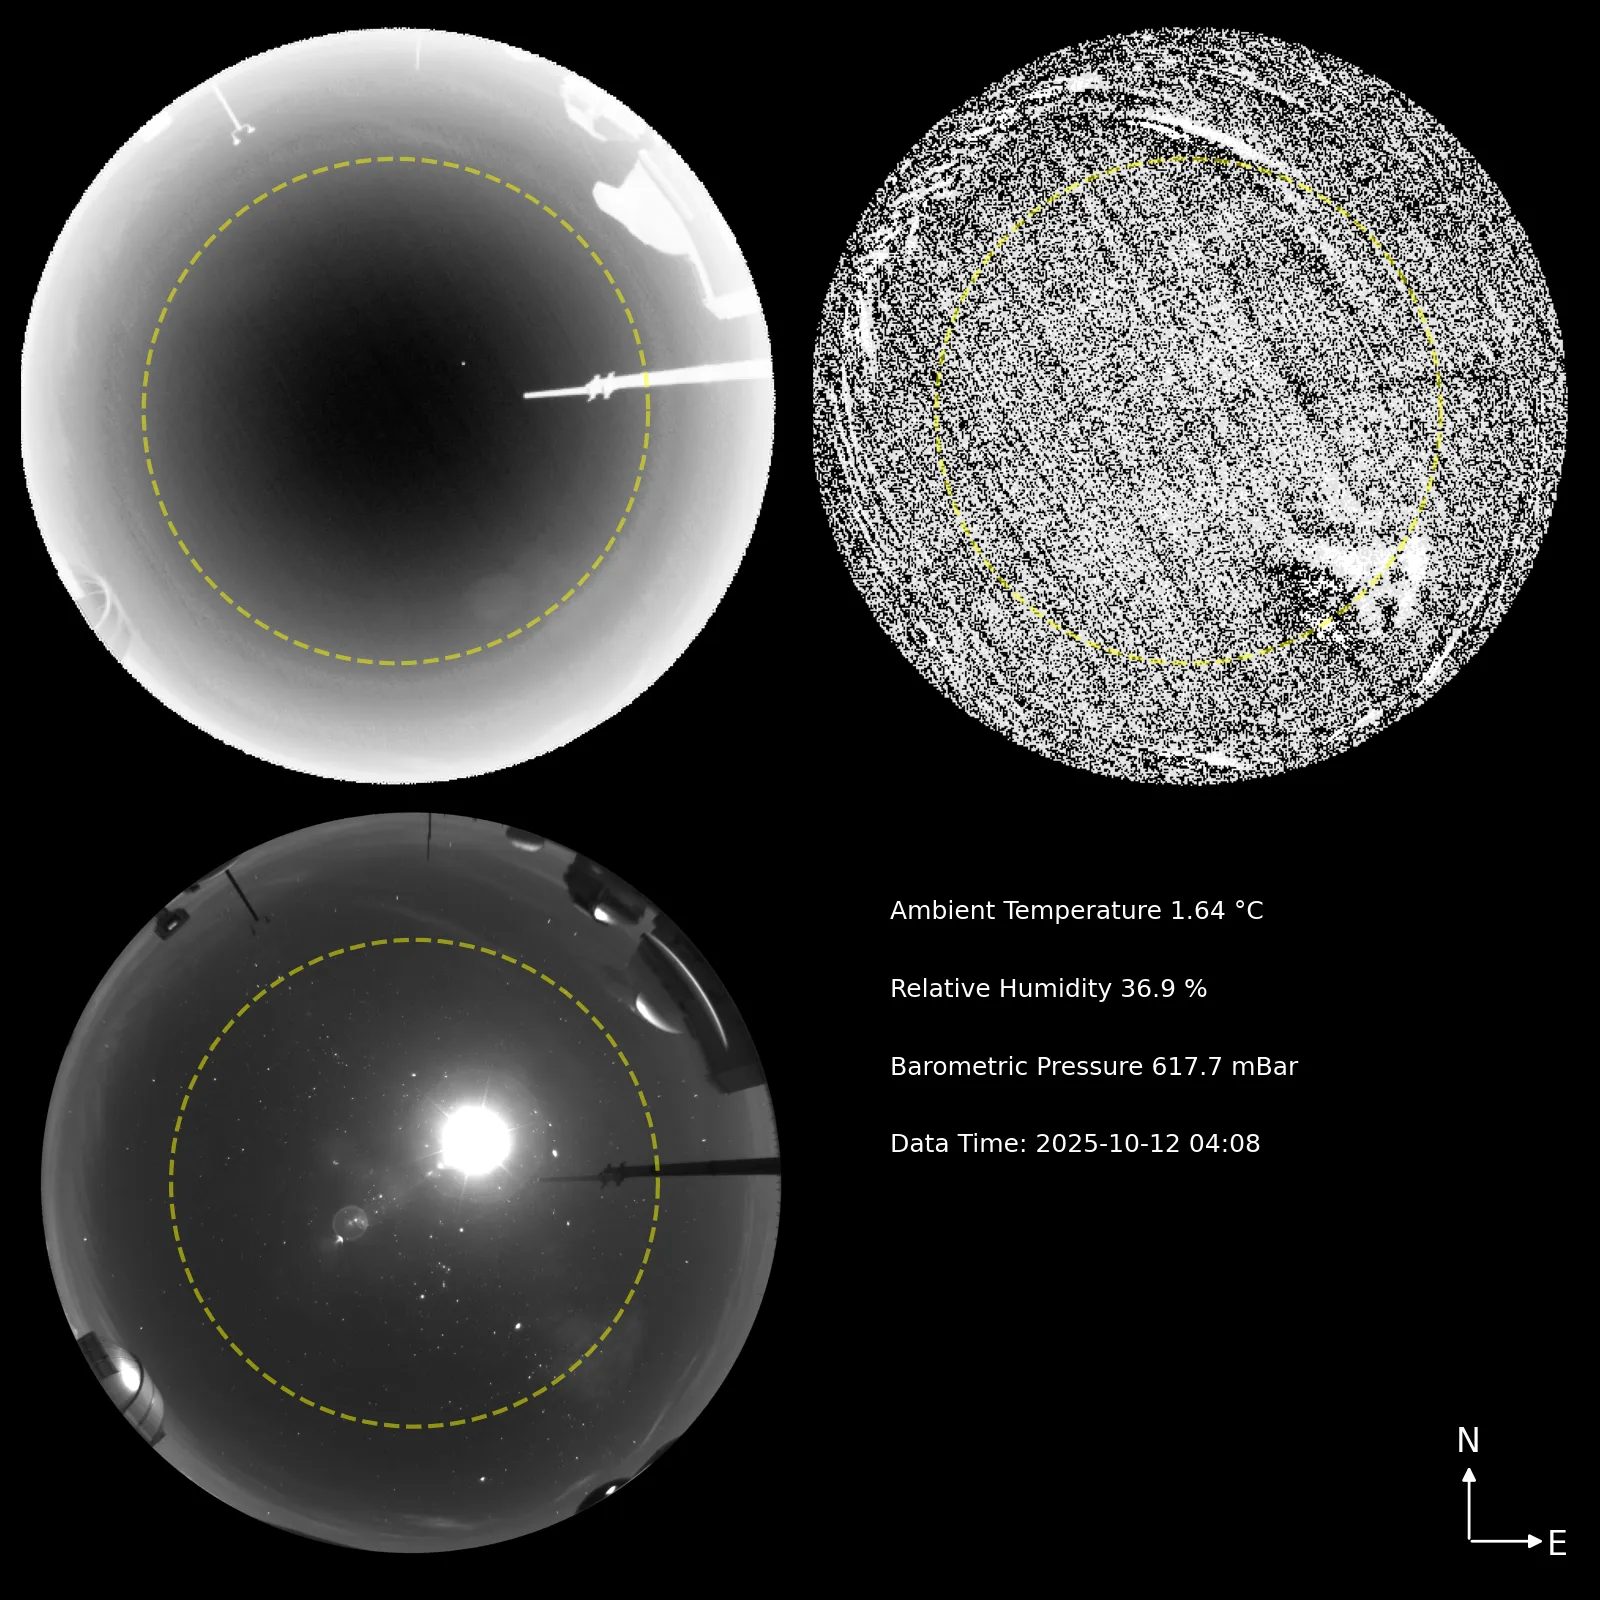 Ambient Temperature 1.64 °C
Relative Humidity 36.9 %
Barometric Pressure 617.7 mBar
Data Time: 2025-10-12 04:08
N
E